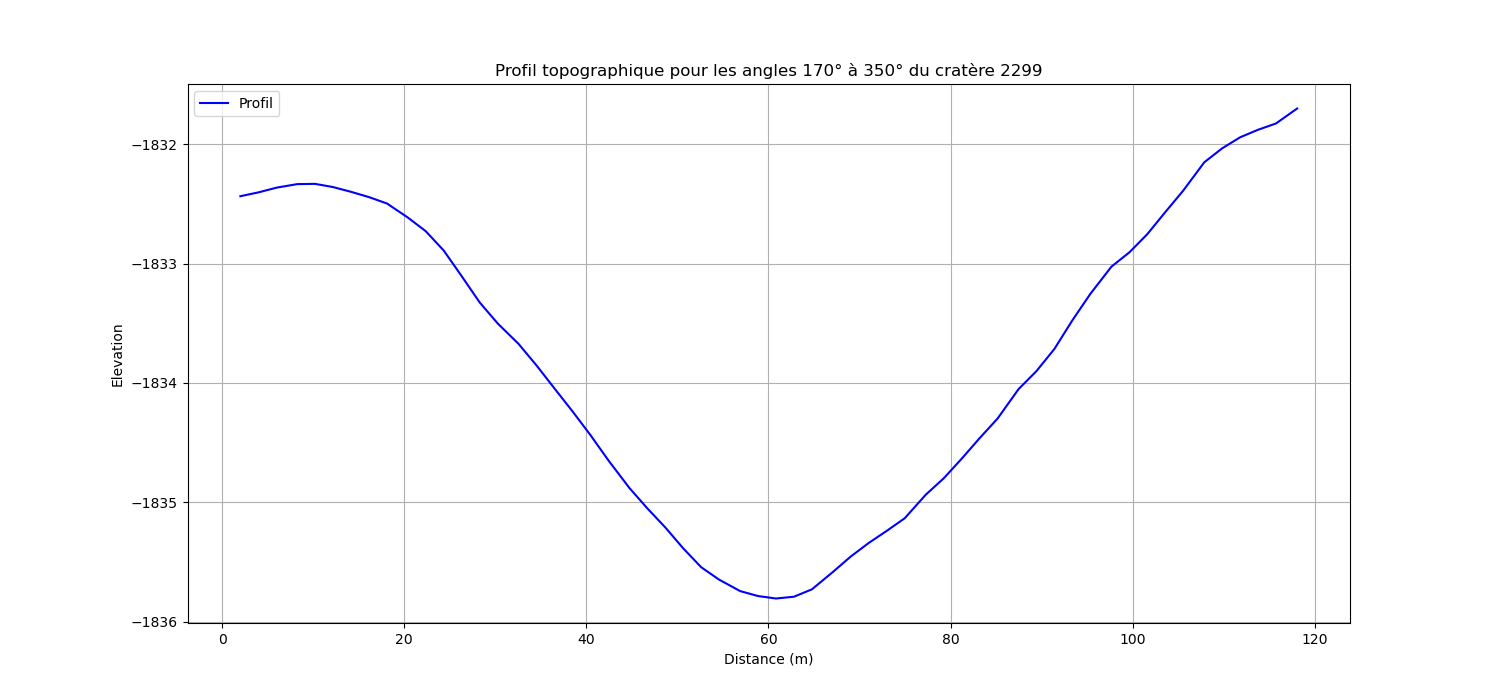 Profil topographique pour les angles 170° à 350° du cratère 2299
Profil
−1832
−1833
−1834
−1835
−1836
Elevation
0 20 40 60 80 100 120
Distance (m)